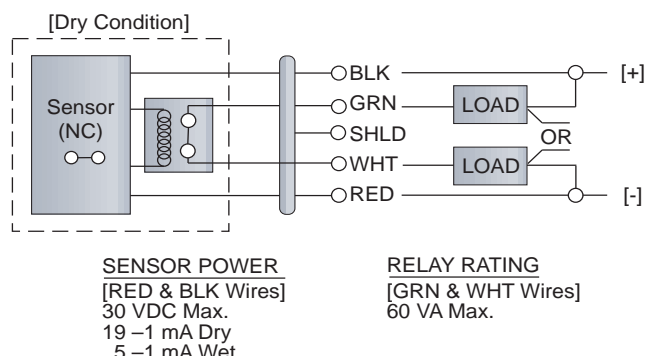 [Dry Condition]
Sensor
(NC)
BLK
GRN
SHLD
WHT
RED
LOAD
OR
LOAD
[+]
[-]
SENSOR POWER
[RED & BLK Wires]
30 VDC Max.
19 –1 mA Dry
5 –1 mA Wet
RELAY RATING
[GRN & WHT Wires]
60 VA Max.